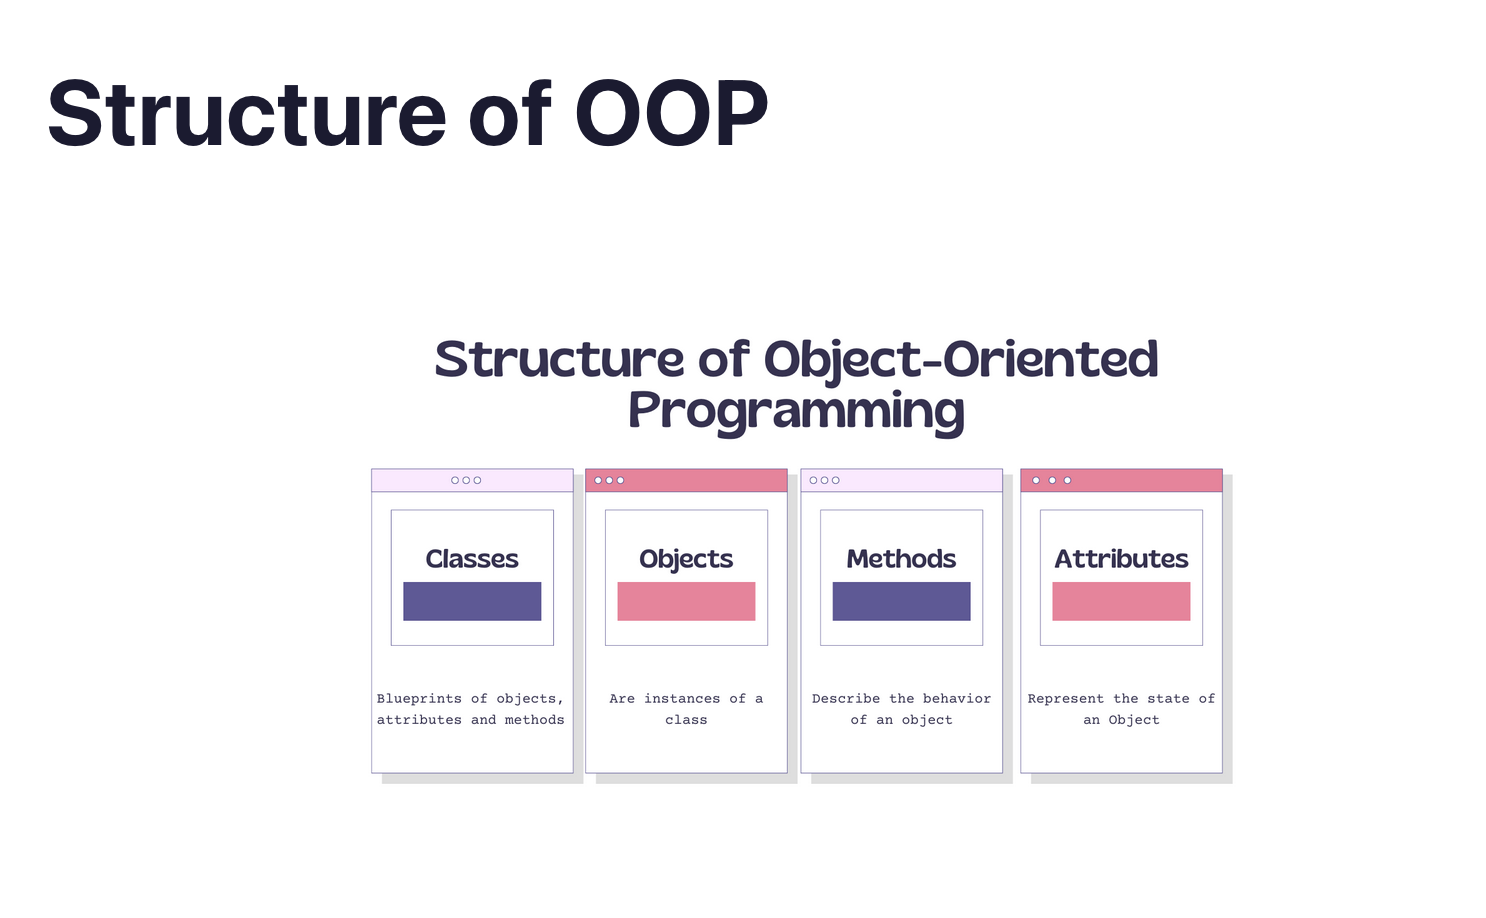 Structure of OOP
Structure of Object-Oriented
Programming
Classes
Blueprints of objects,
attributes and methods
Objects
Are instances of a
class
Methods
Describe the behavior
of an object
Attributes
Represent the state of
an Object